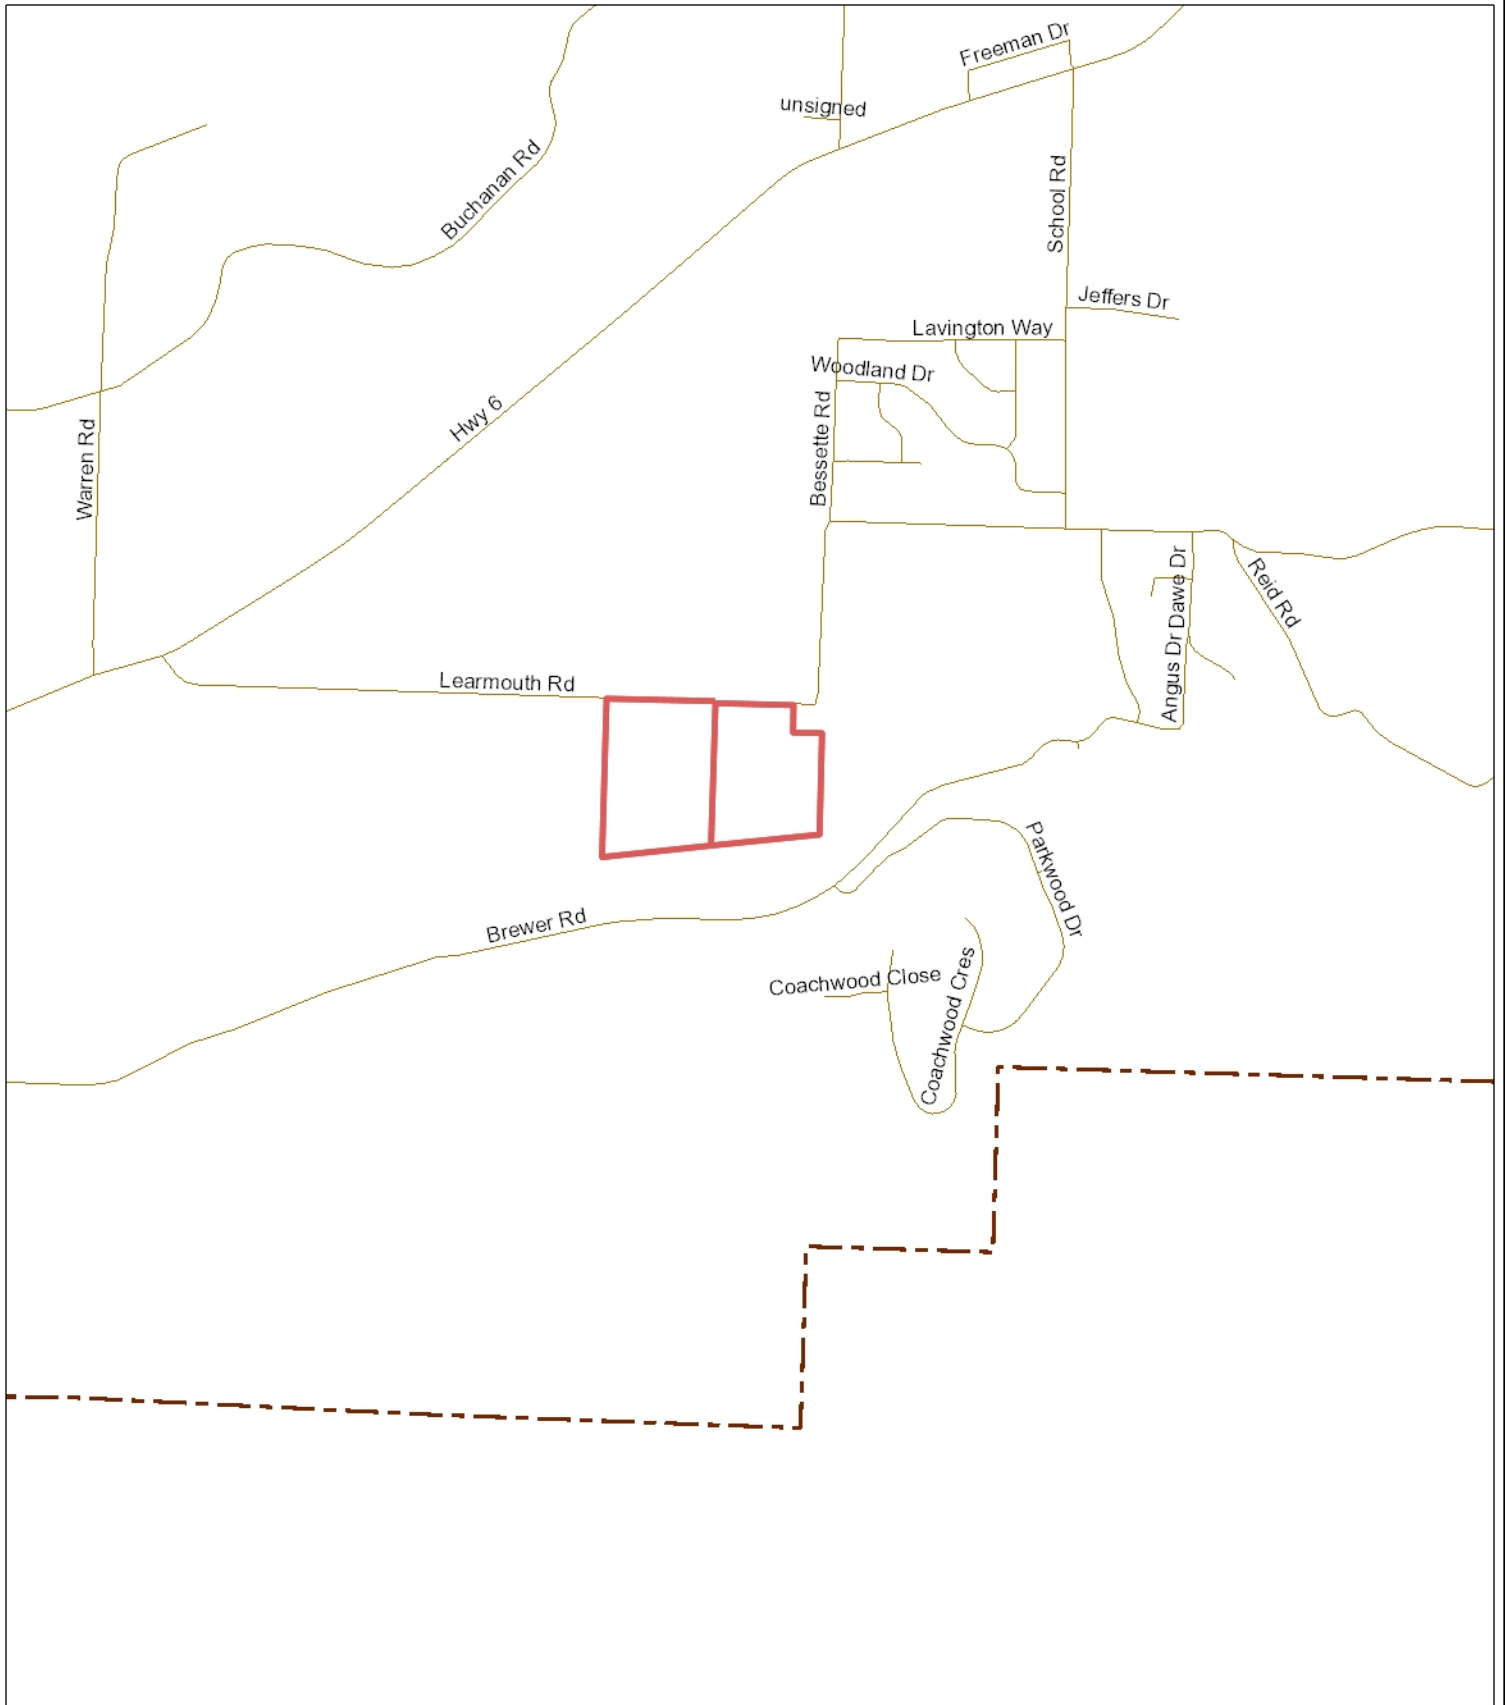 Freeman Dr
unsigned
Buchanan Rd
School Rd
Jeffers Dr
Lavington Way
Woodland Dr
Hwy 6
Bessette Rd
Warren Rd
Dawe Dr
Reid Rd
Angus Dr
Learmouth Rd
Parkwood Dr
Brewer Rd
Coachwood Close
Coachwood Cres